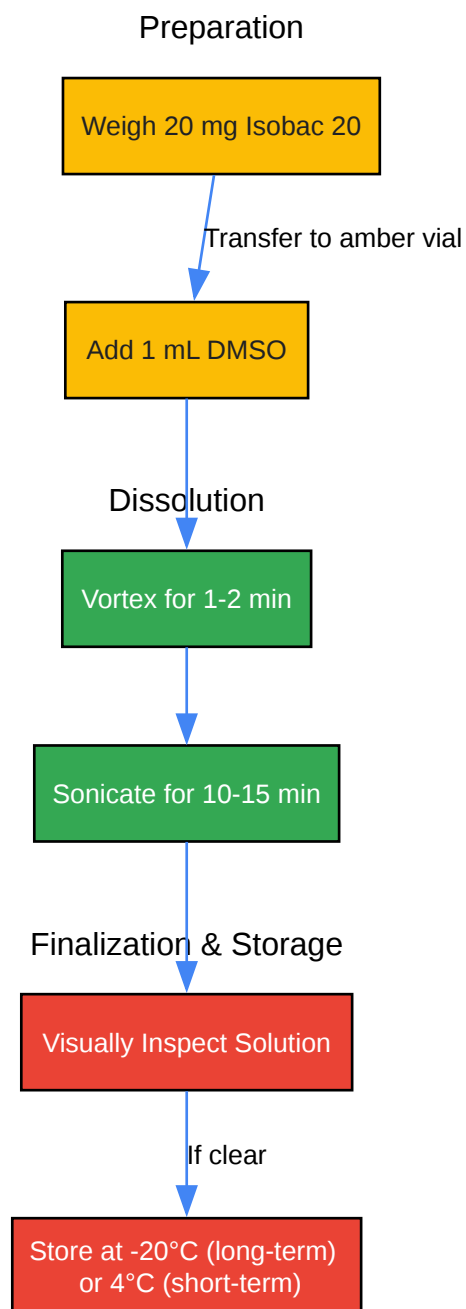 Preparation
Weigh 20 mg Isobac 20
Transfer to amber vial
Add 1 mL DMSO
Dissolution
Vortex for 1-2 min
Sonicate for 10-15 min
Finalization & Storage
Visually Inspect Solution
If clear
Store at -20°C (long-term)
or 4°C (short-term)